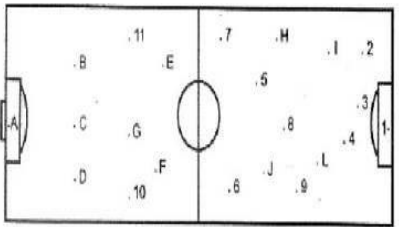 .11 .7 .H
.I .2
.B .E
.5
.3
.A. .C .G .8 1-
.4
.F .L
.D .J
.10 .6 .9